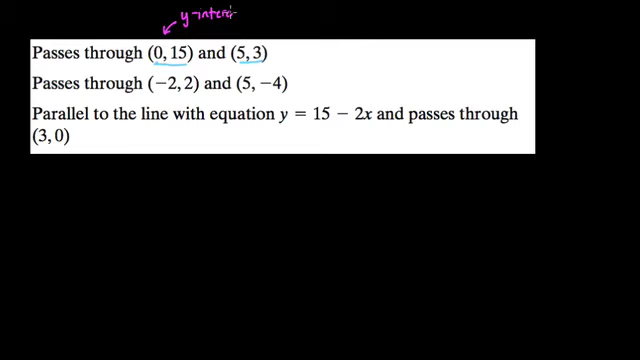 y-interc
Passes through (0, 15) and (5, 3)
Passes through (−2, 2) and (5, −4)
Parallel to the line with equation y = 15 − 2x and passes through
(3, 0)